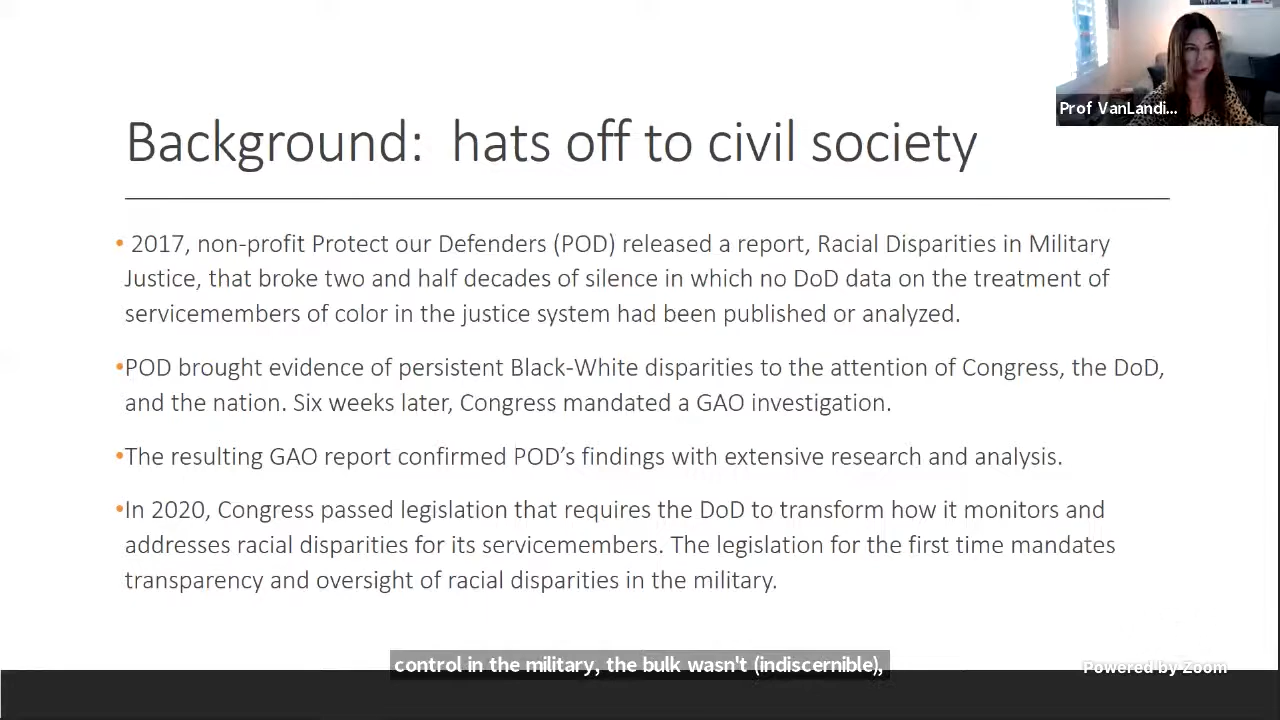 Prof VanLandi...
Background: hats off to civil society
• 2017, non-profit Protect our Defenders (POD) released a report, Racial Disparities in Military
Justice, that broke two and half decades of silence in which no DoD data on the treatment of
servicemembers of color in the justice system had been published or analyzed.
•POD brought evidence of persistent Black-White disparities to the attention of Congress, the DoD,
and the nation. Six weeks later, Congress mandated a GAO investigation.
•The resulting GAO report confirmed POD’s findings with extensive research and analysis.
•In 2020, Congress passed legislation that requires the DoD to transform how it monitors and
addresses racial disparities for its servicemembers. The legislation for the first time mandates
transparency and oversight of racial disparities in the military.
control in the military, the bulk wasn't (indiscernible),
Powered by Zoom